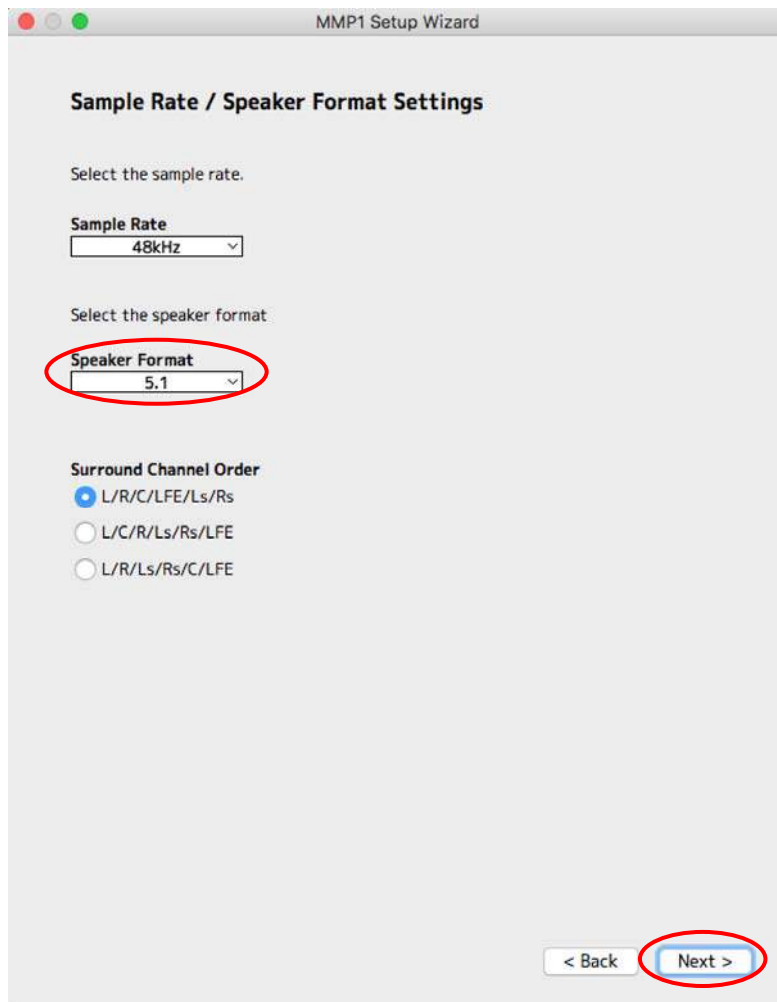 MMP1 Setup Wizard
Sample Rate / Speaker Format Settings
Select the sample rate.
Sample Rate
48kHz
Select the speaker format
Speaker Format
5.1
Surround Channel Order
L/R/C/LFE/Ls/Rs
L/C/R/Ls/Rs/LFE
L/R/Ls/Rs/C/LFE
< Back Next >